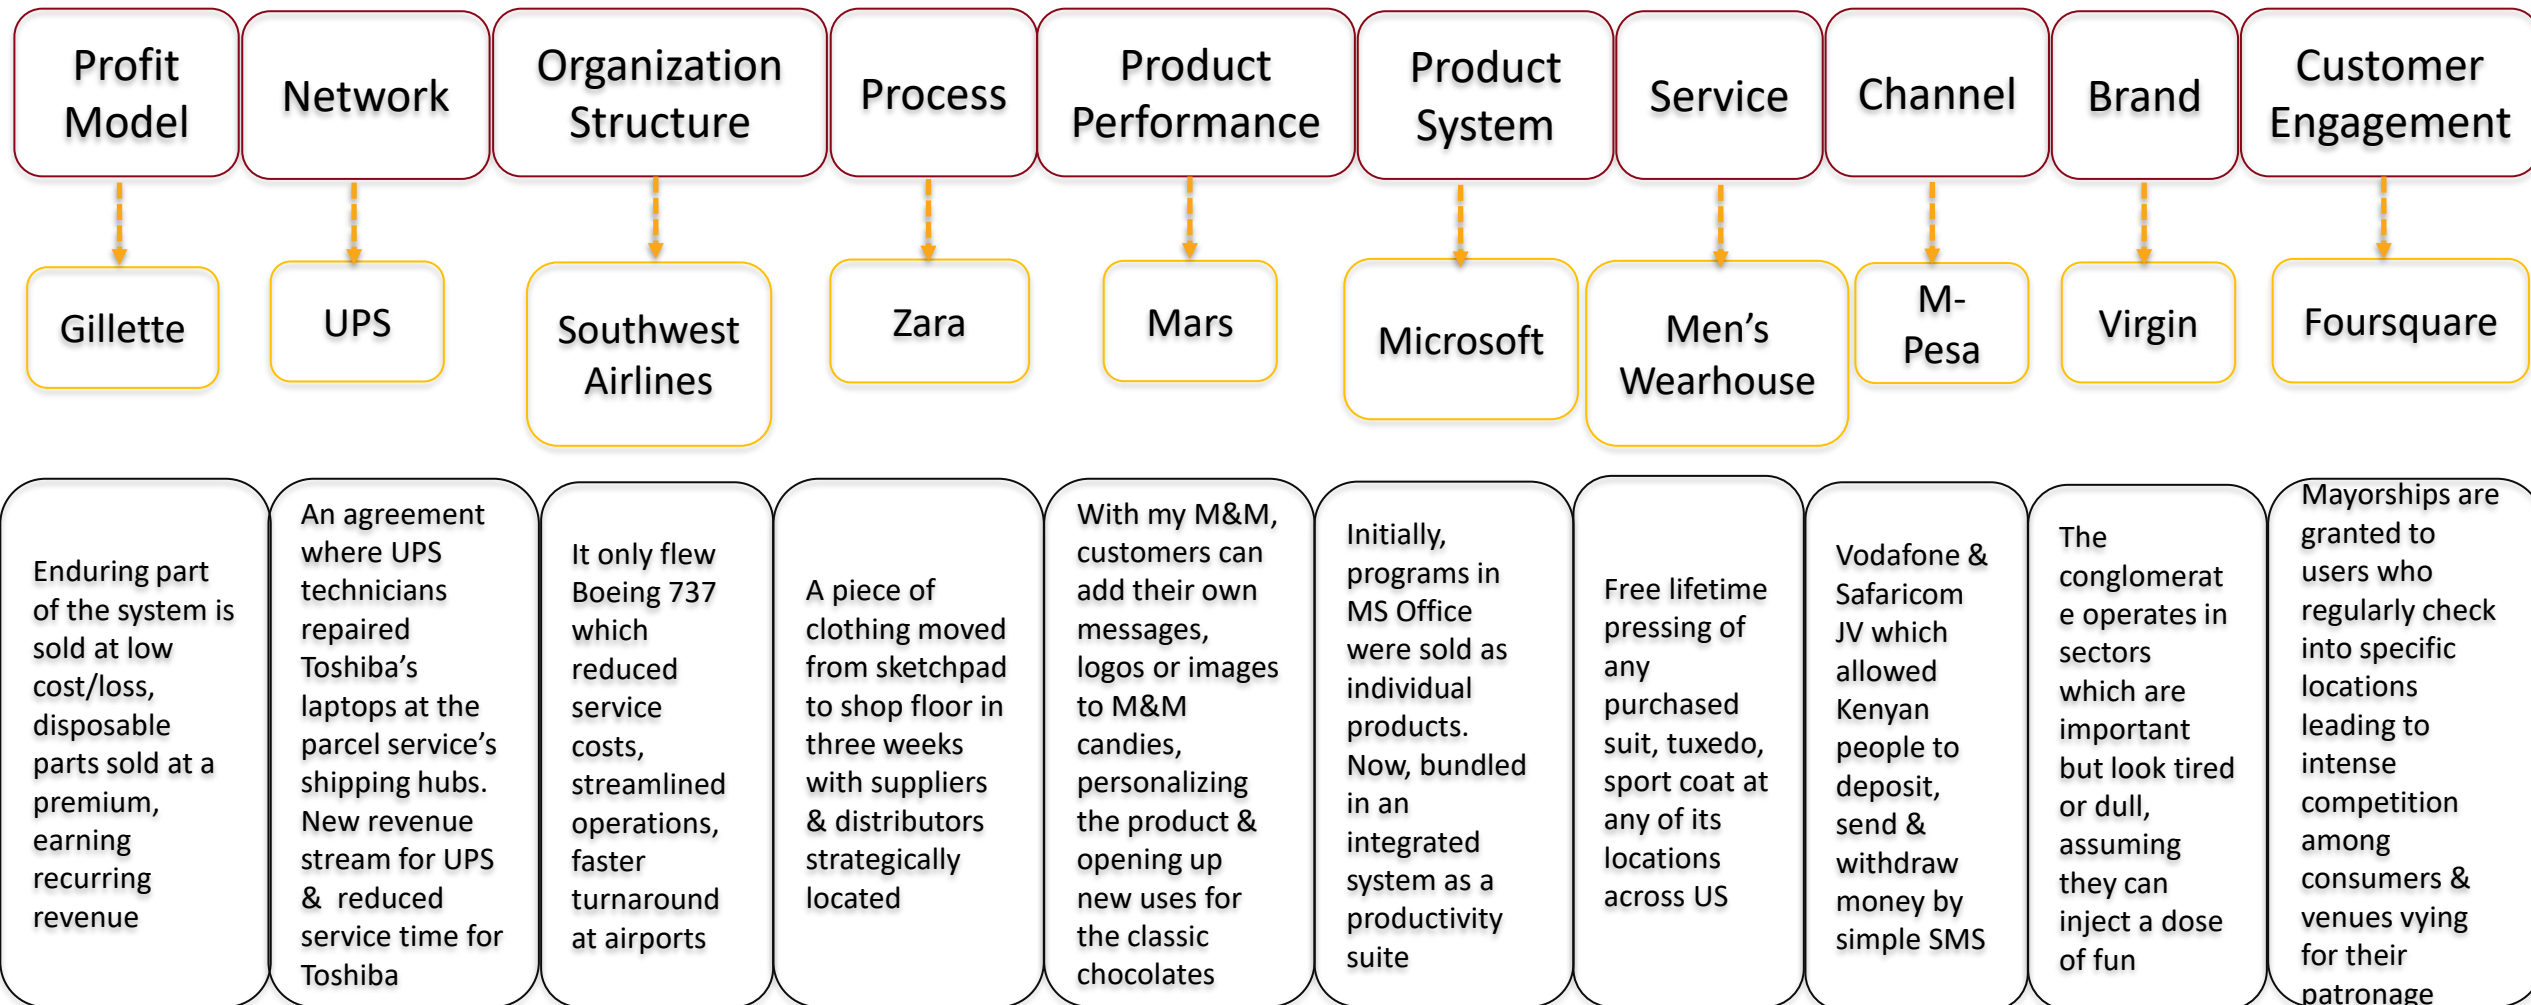 Profit
Model
Network
Organization
Structure
Process
Product
Performance
Product
System
Service
Channel
Brand
Customer
Engagement
Gillette
UPS
Southwest
Airlines
Zara
Mars
Microsoft
Men’s
Wearhouse
M-
Pesa
Virgin
Foursquare
Enduring part
of the system is
sold at low
cost/loss,
disposable
parts sold at a
premium,
earning
recurring
revenue
An agreement
where UPS
technicians
repaired
Toshiba’s
laptops at the
parcel service’s
shipping hubs.
New revenue
stream for UPS
& reduced
service time for
Toshiba
It only flew
Boeing 737
which
reduced
service
costs,
streamlined
operations,
faster
turnaround
at airports
A piece of
clothing moved
from sketchpad
to shop floor in
three weeks
with suppliers
& distributors
strategically
located
With my M&M,
customers can
add their own
messages,
logos or images
to M&M
candies,
personalizing
the product &
opening up
new uses for
the classic
chocolates
Initially,
programs in
MS Office
were sold as
individual
products.
Now, bundled
in an
integrated
system as a
productivity
suite
Free lifetime
pressing of
any
purchased
suit, tuxedo,
sport coat at
any of its
locations
across US
Vodafone &
Safaricom
JV which
allowed
Kenyan
people to
deposit,
send &
withdraw
money by
simple SMS
The
conglomerat
e operates in
sectors
which are
important
but look tired
or dull,
assuming
they can
inject a dose
of fun
Mayorships are
granted to
users who
regularly check
into specific
locations
leading to
intense
competition
among
consumers &
venues vying
for their
patronage